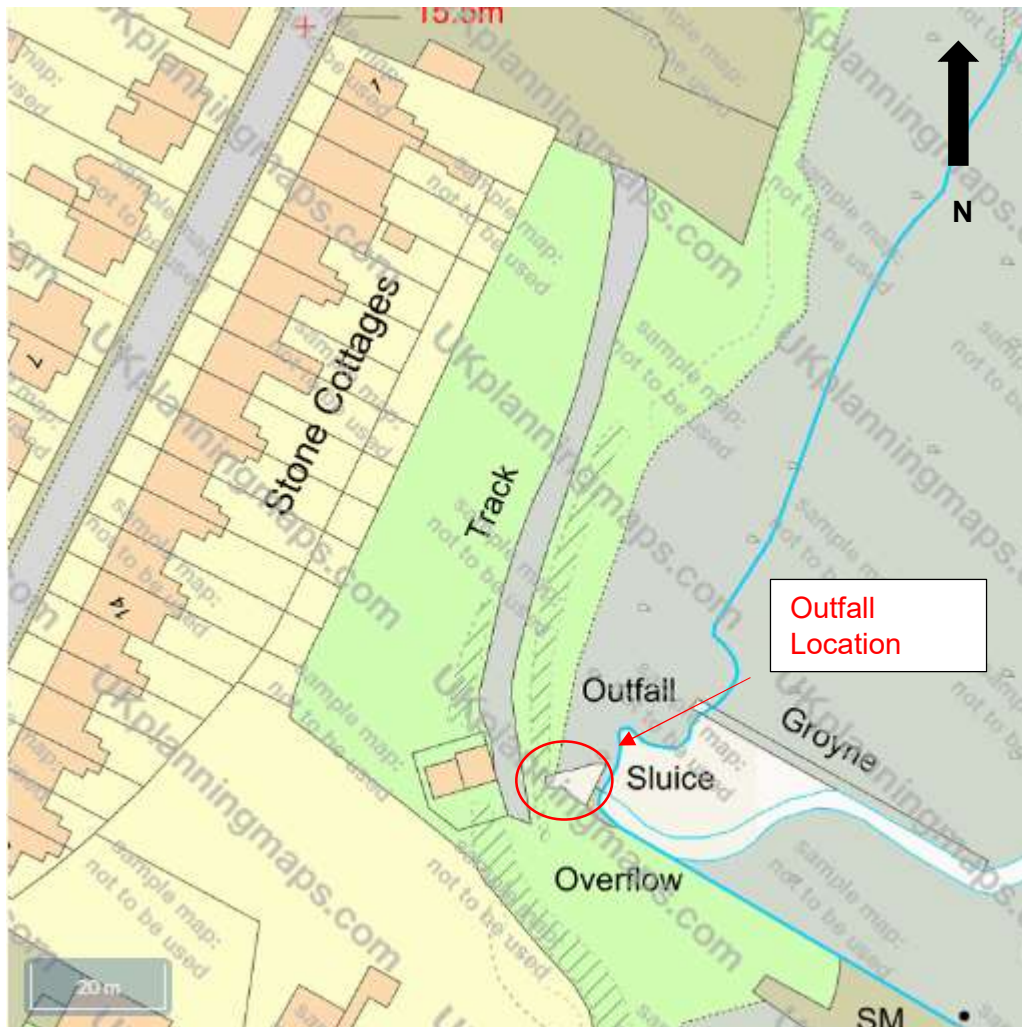 15.5m
N
1
Stone Cottages
7
Track
14
Outfall
Location
Outfall
Groyne
Sluice
Overflow
20 m
SM
UKplanningmaps.com
sample map:
not to be used